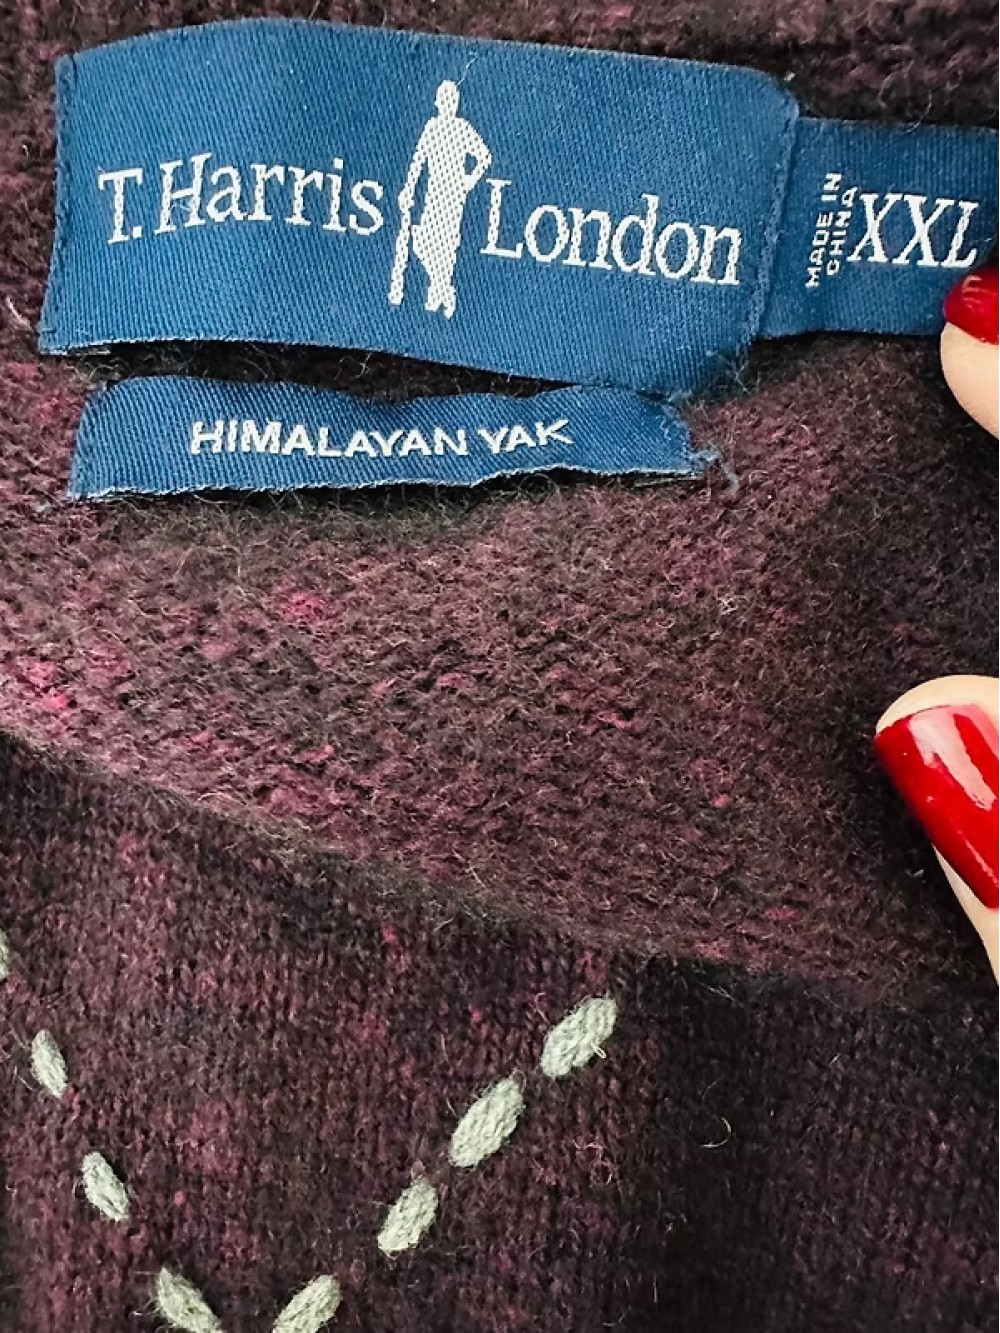 T. Harris London
MADE IN
CHINA
XXL
HIMALAYAN YAK